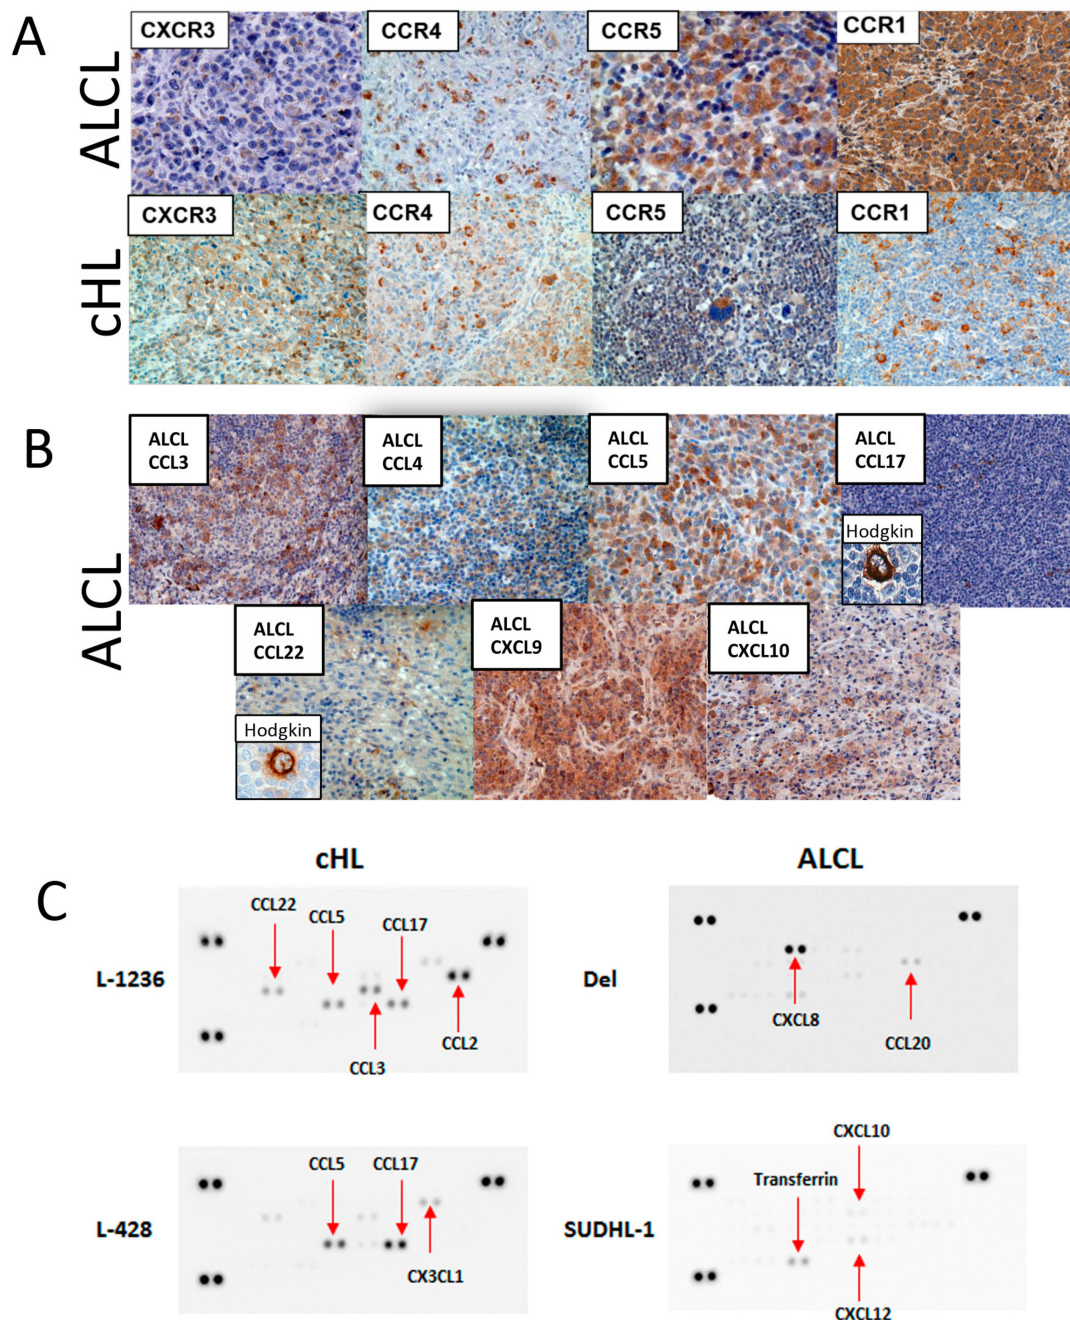 A
ALCL
CXCR3
CCR4
CCR5
CCR1
cHL
CXCR3
CCR4
CCR5
CCR1
B
ALCL
ALCL
CCL3
ALCL
CCL4
ALCL
CCL5
ALCL
CCL17
Hodgkin
ALCL
CCL22
Hodgkin
ALCL
CXCL9
ALCL
CXCL10
C
cHL
ALCL
L-1236
CCL22
CCL5
CCL17
CCL3
CCL2
Del
CXCL8
CCL20
L-428
CCL5
CCL17
CX3CL1
SUDHL-1
CXCL10
Transferrin
CXCL12